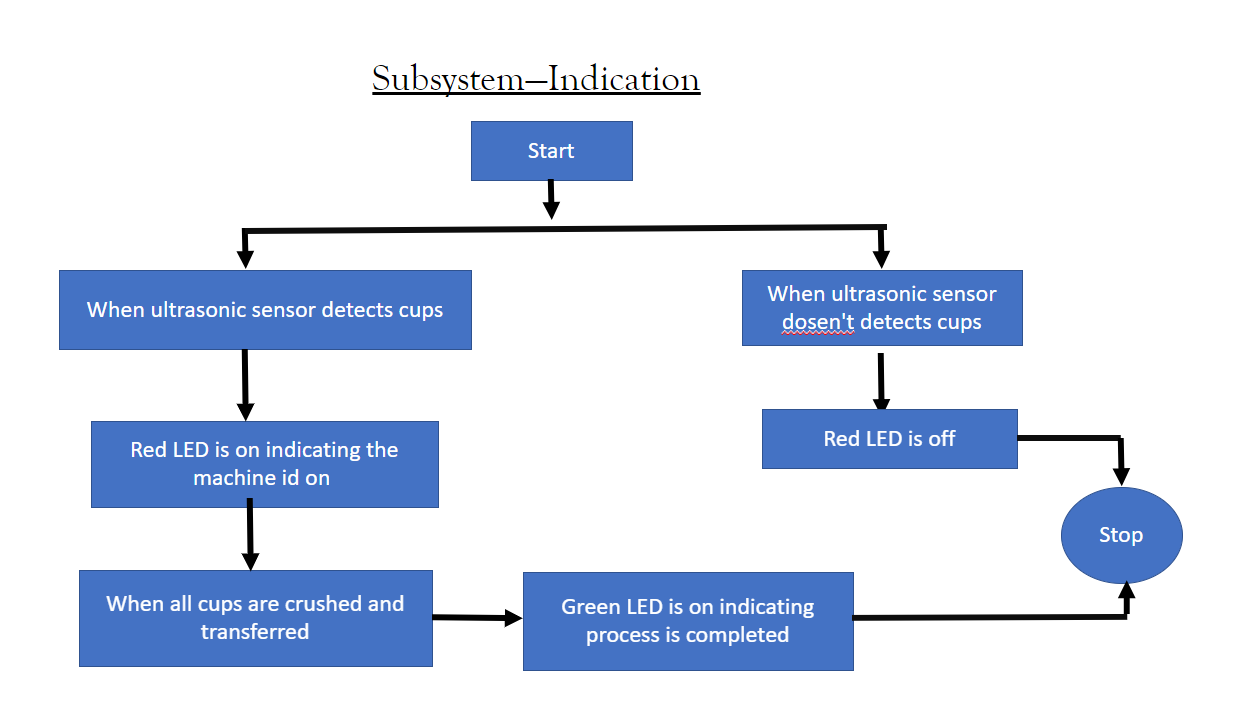 Subsystem–Indication
Start
When ultrasonic sensor detects cups
When ultrasonic sensor
dosen't detects cups
Red LED is on indicating the
machine id on
Red LED is off
Stop
When all cups are crushed and
transferred
Green LED is on indicating
process is completed